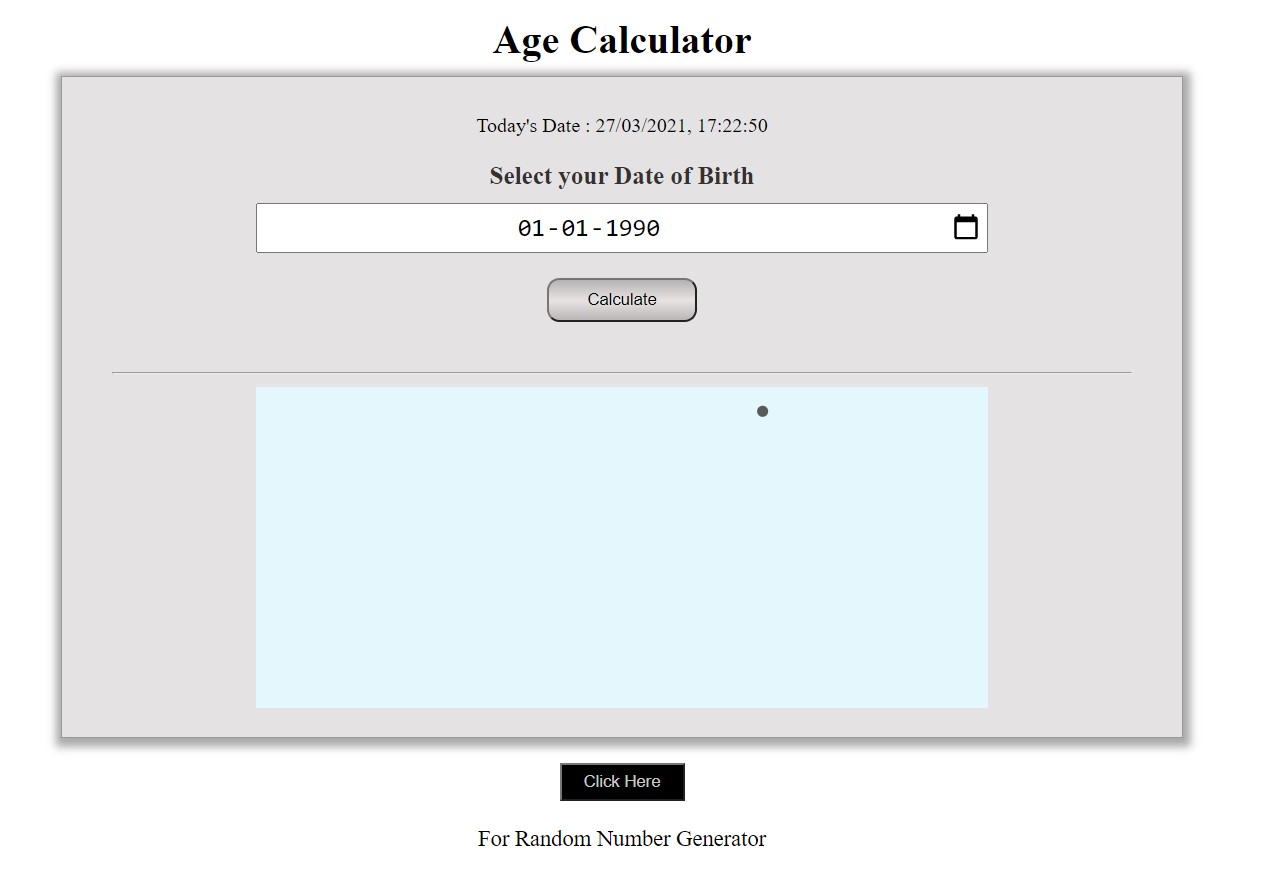 Age Calculator
Today's Date : 27/03/2021, 17:22:50
Select your Date of Birth
01-01-1990
Calculate
Click Here
For Random Number Generator